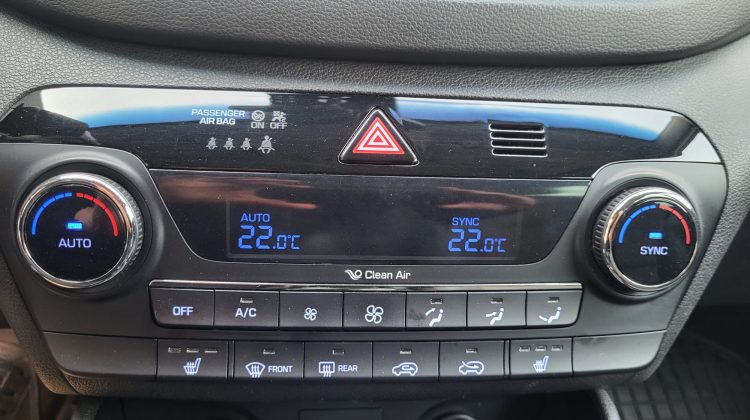 PASSENGER
AIR BAG ON OFF
AUTO SYNC
22.0°C 22.0°C
AUTO
SYNC
Clean Air
OFF A/C
FRONT REAR